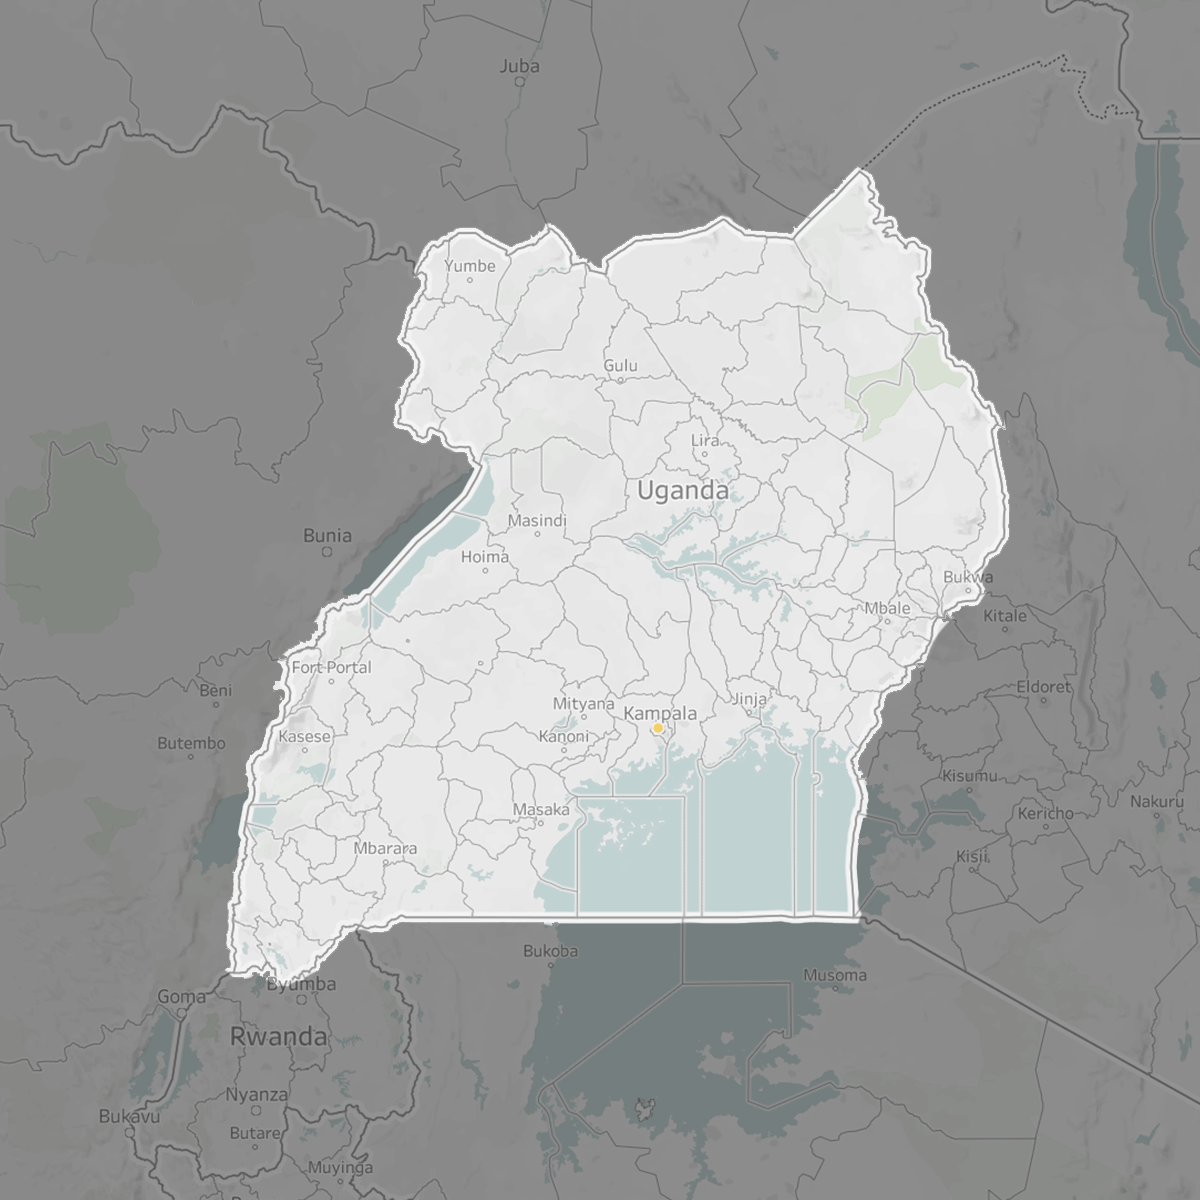 Juba
Yumbe
Gulu
Lira
Uganda
Masindi
Bunia
Hoima
Bukwa
Mbale
Kitale
Fort Portal
Beni
Eldoret
Mityana
Jinja
Kampala
Kasese
Kanoni
Butembo
Kisumu
Nakuru
Masaka
Kericho
Mbarara
Kisii
Bukoba
Musoma
Byumba
Goma
Rwanda
Nyanza
Bukavu
Butare
Muyinga